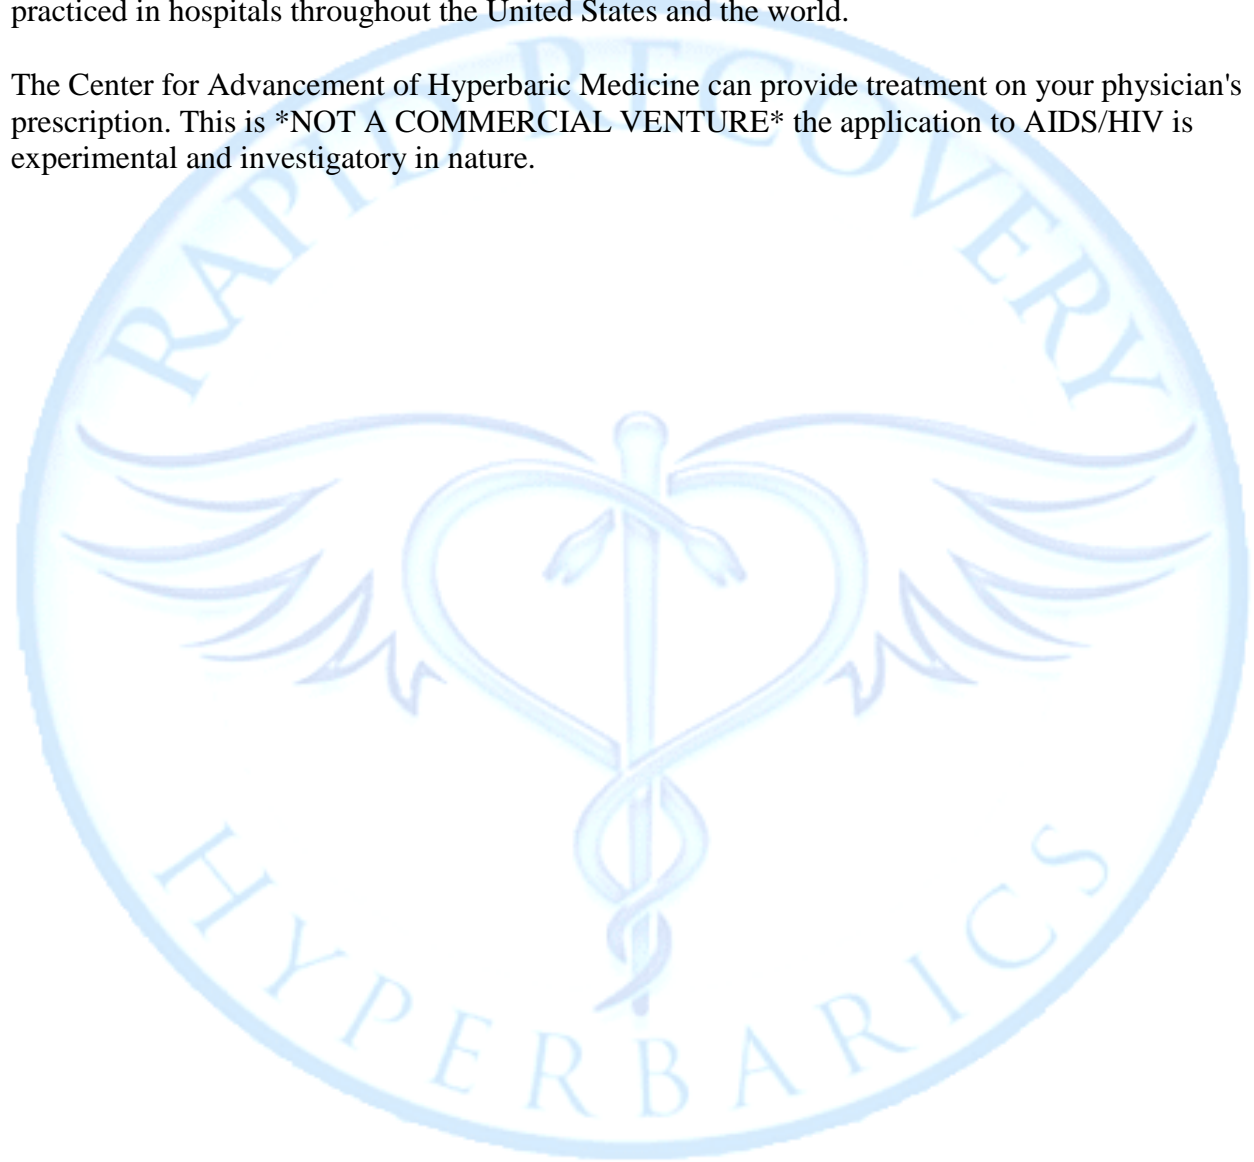 practiced in hospitals throughout the United States and the world.
The Center for Advancement of Hyperbaric Medicine can provide treatment on your physician's
prescription. This is *NOT A COMMERCIAL VENTURE* the application to AIDS/HIV is
experimental and investigatory in nature.
RAPID RECOVERY
HYPERBARICS